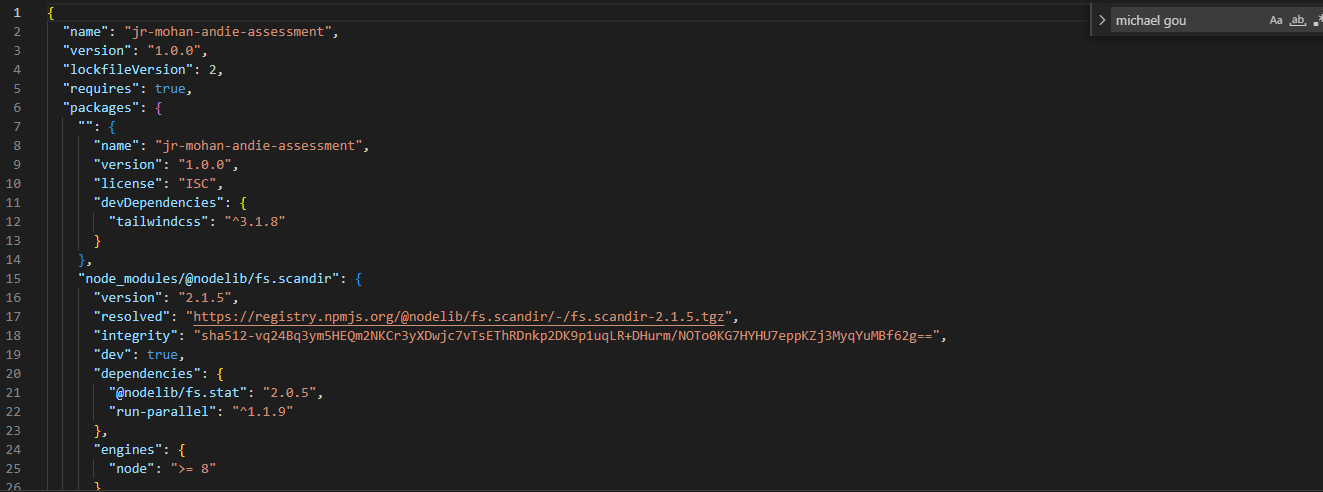 1 {
michael gou Aa ab .*
2 "name": "jr-mohan-andie-assessment",
3 "version": "1.0.0",
4 "lockfileVersion": 2,
5 "requires": true,
6 "packages": {
7 "": {
8 "name": "jr-mohan-andie-assessment",
9 "version": "1.0.0",
10 "license": "ISC",
11 "devDependencies": {
12 "tailwindcss": "^3.1.8"
13 }
14 },
15 "node_modules/@nodelib/fs.scandir": {
16 "version": "2.1.5",
17 "resolved": "https://registry.npmjs.org/@nodelib/fs.scandir/-/fs.scandir-2.1.5.tgz",
18 "integrity": "sha512-vq24Bq3ym5HEQm2NKCr3yXDwjc7vTsEThRDnkp2DK9p1uqLR+DHurm/NOTo0KG7HYHU7eppKZj3MyqYuMBf62g==",
19 "dev": true,
20 "dependencies": {
21 "@nodelib/fs.stat": "2.0.5",
22 "run-parallel": "^1.1.9"
23 },
24 "engines": {
25 "node": ">= 8"
26 }